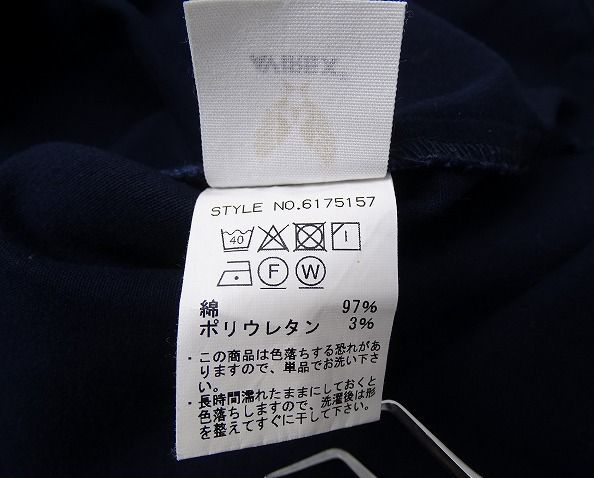 AVIREX
STYLE NO.6175157
40
F W
綿 97%
ポリウレタン 3%
・この商品は色落ちする恐れがあ
りますので、単品でお洗い下さ
い。
・長時間濡れたままにしておくと
色落ちしますので、洗濯後は形
を整えてすぐに干して下さい。